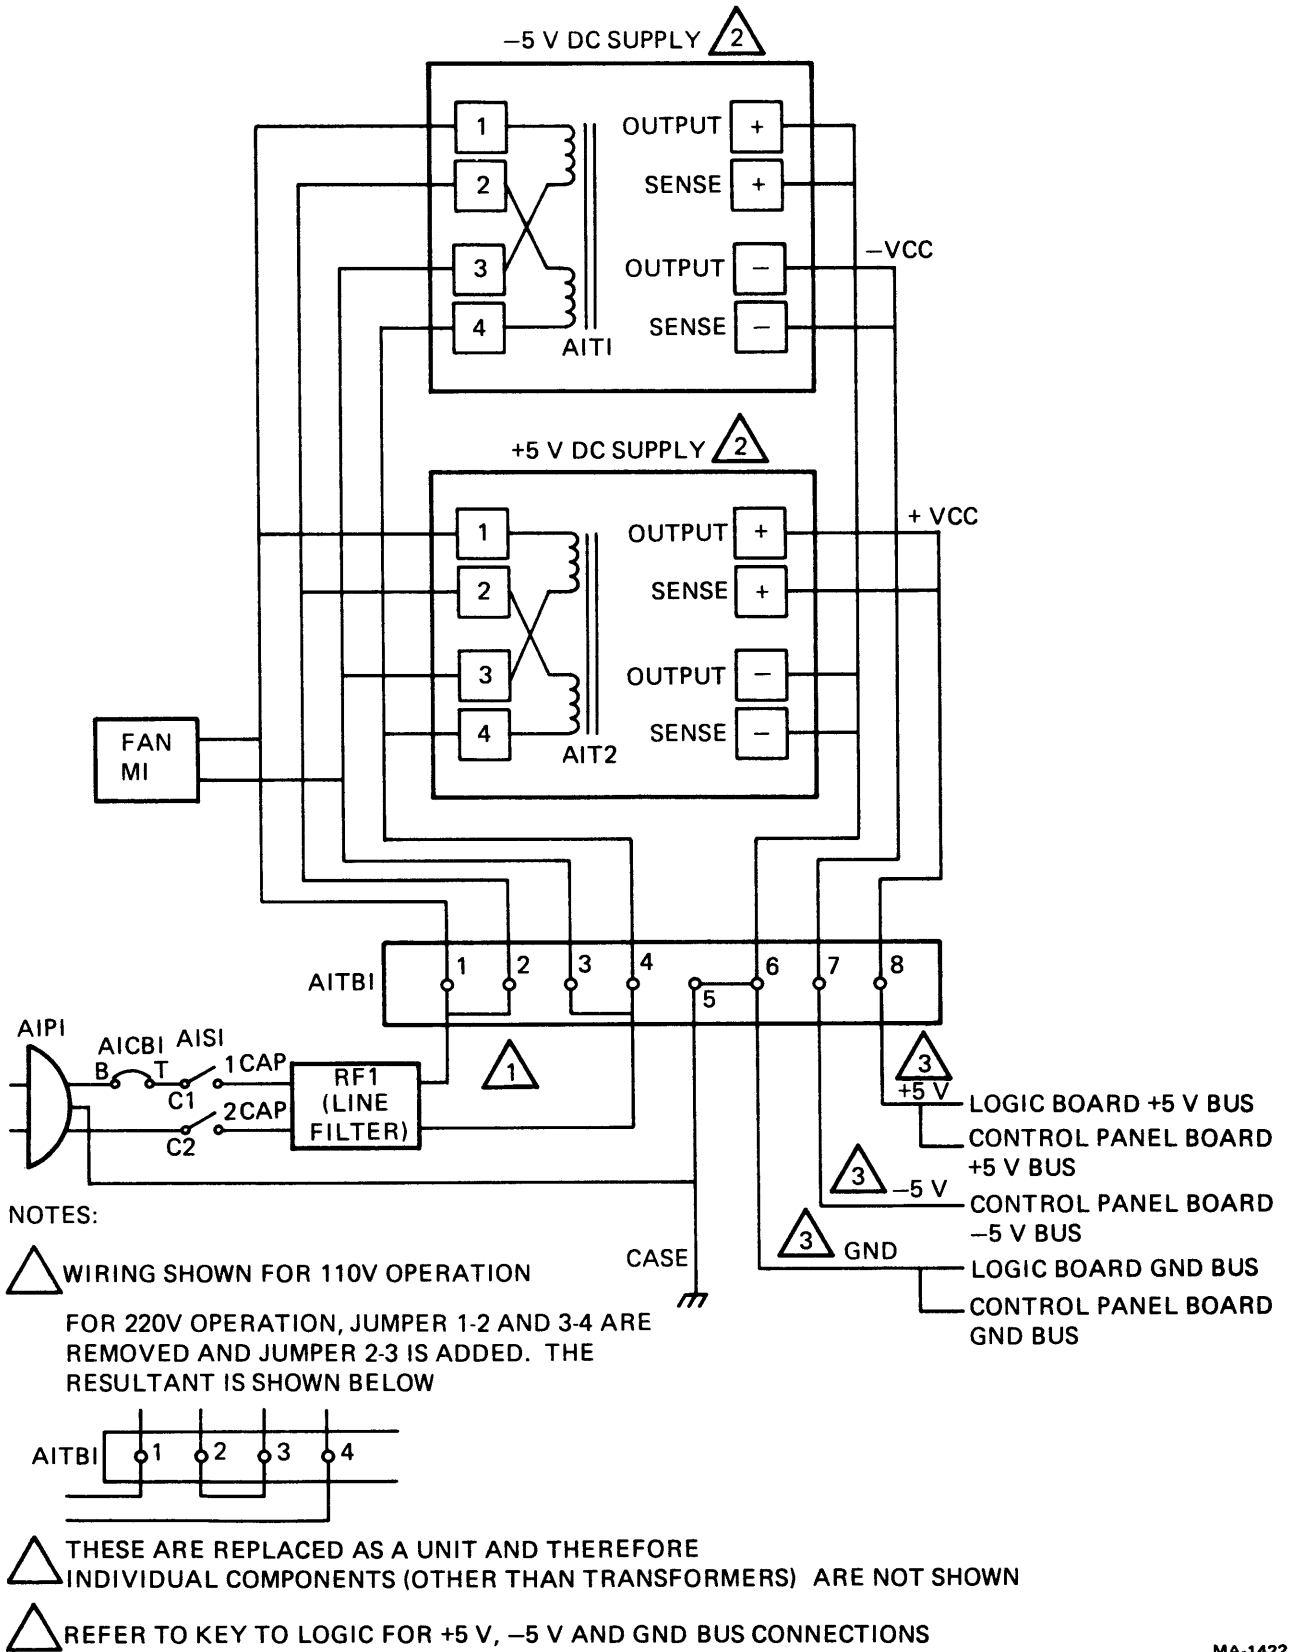 −5 V DC SUPPLY 2
1 OUTPUT +
2 SENSE +
3 OUTPUT −
−VCC
4 SENSE −
AIT1
+5 V DC SUPPLY 2
1 OUTPUT +
+ VCC
2 SENSE +
3 OUTPUT −
4 SENSE −
AIT2
FAN
MI
AITBI
1 2 3 4 5 6 7 8
AIPI
AICBI
AISI
B T
1 CAP
C1
2 CAP
C2
RF1
(LINE
FILTER)
1
3
+5 V
LOGIC BOARD +5 V BUS
CONTROL PANEL BOARD
+5 V BUS
3
−5 V
CONTROL PANEL BOARD
−5 V BUS
3
GND
LOGIC BOARD GND BUS
CONTROL PANEL BOARD
GND BUS
CASE
NOTES:
WIRING SHOWN FOR 110V OPERATION
FOR 220V OPERATION, JUMPER 1-2 AND 3-4 ARE
REMOVED AND JUMPER 2-3 IS ADDED. THE
RESULTANT IS SHOWN BELOW
AITBI
1 2 3 4
THESE ARE REPLACED AS A UNIT AND THEREFORE
INDIVIDUAL COMPONENTS (OTHER THAN TRANSFORMERS) ARE NOT SHOWN
REFER TO KEY TO LOGIC FOR +5 V, −5 V AND GND BUS CONNECTIONS
MA-1422